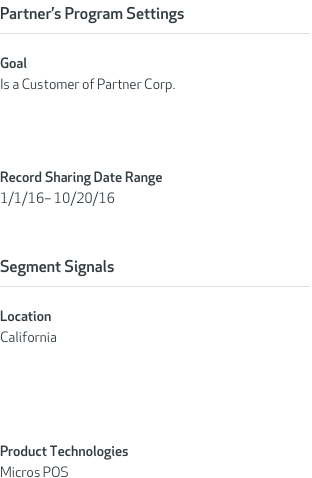 Partner’s Program Settings
Goal
Is a Customer of Partner Corp.
Record Sharing Date Range
1/1/16– 10/20/16
Segment Signals
Location
California
Product Technologies
Micros POS